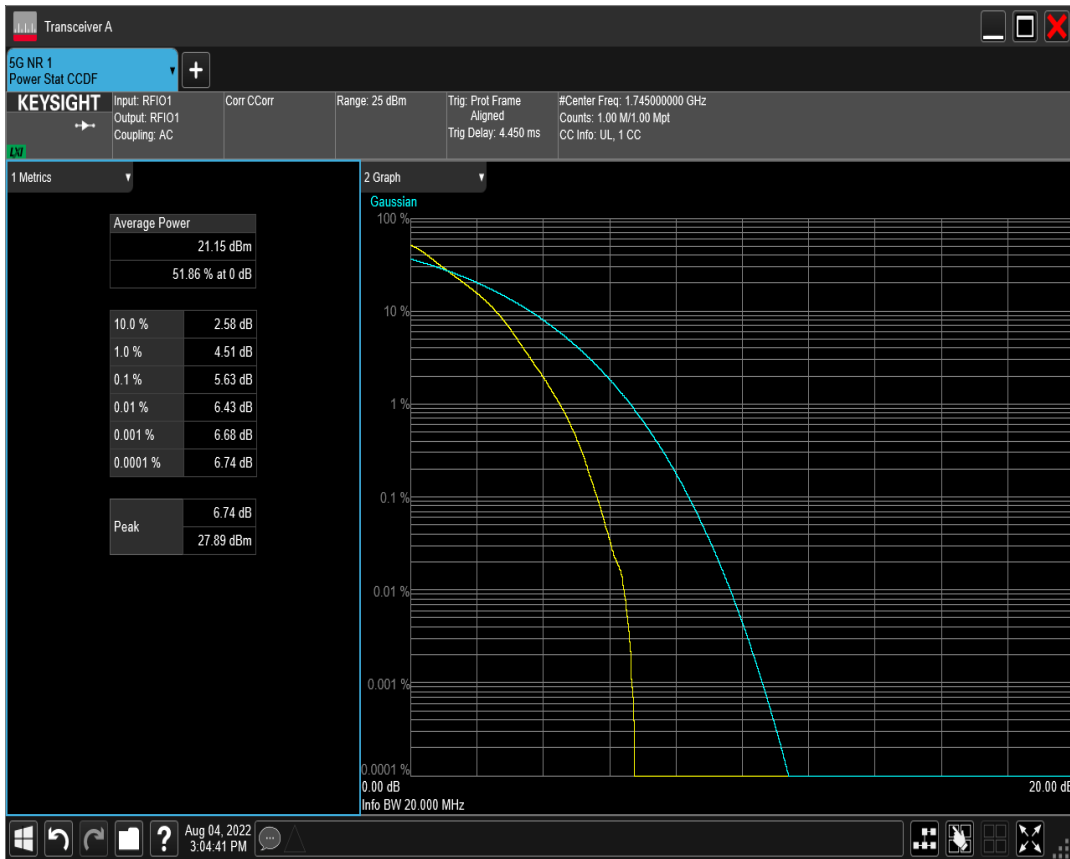 Transceiver A
5G NR 1
Power Stat CCDF
KEYSIGHT
LXI
Input: RFIO1
Output: RFIO1
Coupling: AC
Corr CCorr
Range: 25 dBm
Trig: Prot Frame
Aligned
Trig Delay: 4.450 ms
#Center Freq: 1.745000000 GHz
Counts: 1.00 M/1.00 Mpt
CC Info: UL, 1 CC
1 Metrics
Average Power
21.15 dBm
51.86 % at 0 dB
10.0 % 2.58 dB
1.0 % 4.51 dB
0.1 % 5.63 dB
0.01 % 6.43 dB
0.001 % 6.68 dB
0.0001 % 6.74 dB
Peak 6.74 dB
27.89 dBm
2 Graph
Gaussian
100 %
10 %
1 %
0.1 %
0.01 %
0.001 %
0.0001 %
0.00 dB 20.00 dB
Info BW 20.000 MHz
Aug 04, 2022
3:04:41 PM